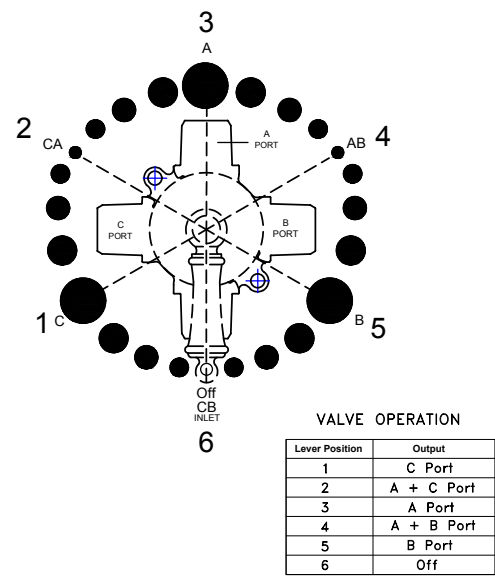 3
A
2
CA
A
PORT
AB
4
C
PORT
B
PORT
1
C
B
5
Off
CB
INLET
6
VALVE OPERATION
Lever Position Output
1 C Port
2 A + C Port
3 A Port
4 A + B Port
5 B Port
6 Off